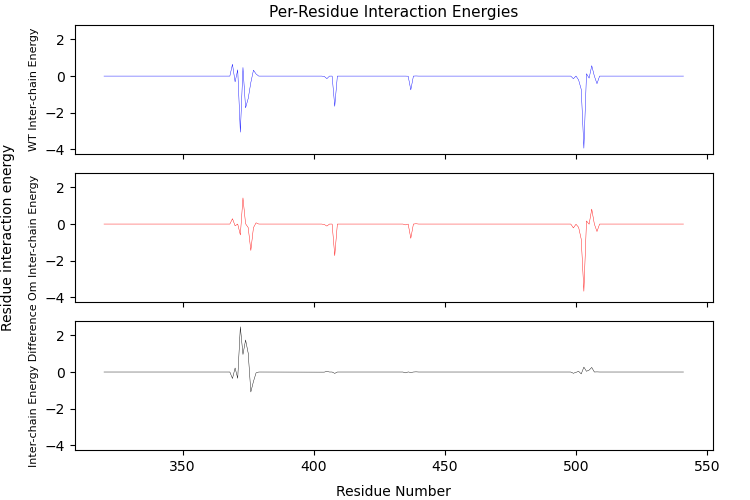 Per-Residue Interaction Energies
Residue interaction energy
WT Inter-chain Energy
2
0
−2
−4
Om Inter-chain Energy
2
0
−2
−4
Inter-chain Energy Difference
2
0
−2
−4
350
400
450
500
550
Residue Number